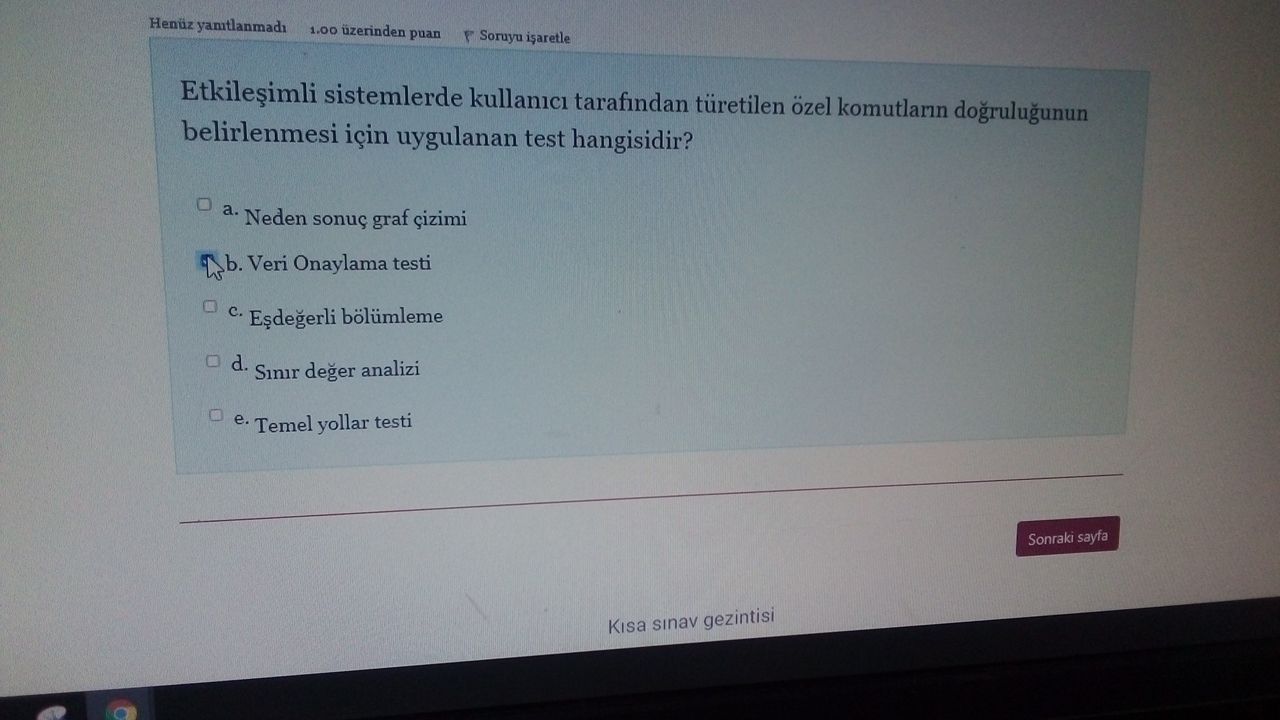 Henüz yanıtlanmadı 1.00 üzerinden puan Soruyu işaretle
Etkileşimli sistemlerde kullanıcı tarafından türetilen özel komutların doğruluğunun
belirlenmesi için uygulanan test hangisidir?
a. Neden sonuç graf çizimi
b. Veri Onaylama testi
c. Eşdeğerli bölümleme
d. Sınır değer analizi
e. Temel yollar testi
Sonraki sayfa
Kısa sınav gezintisi